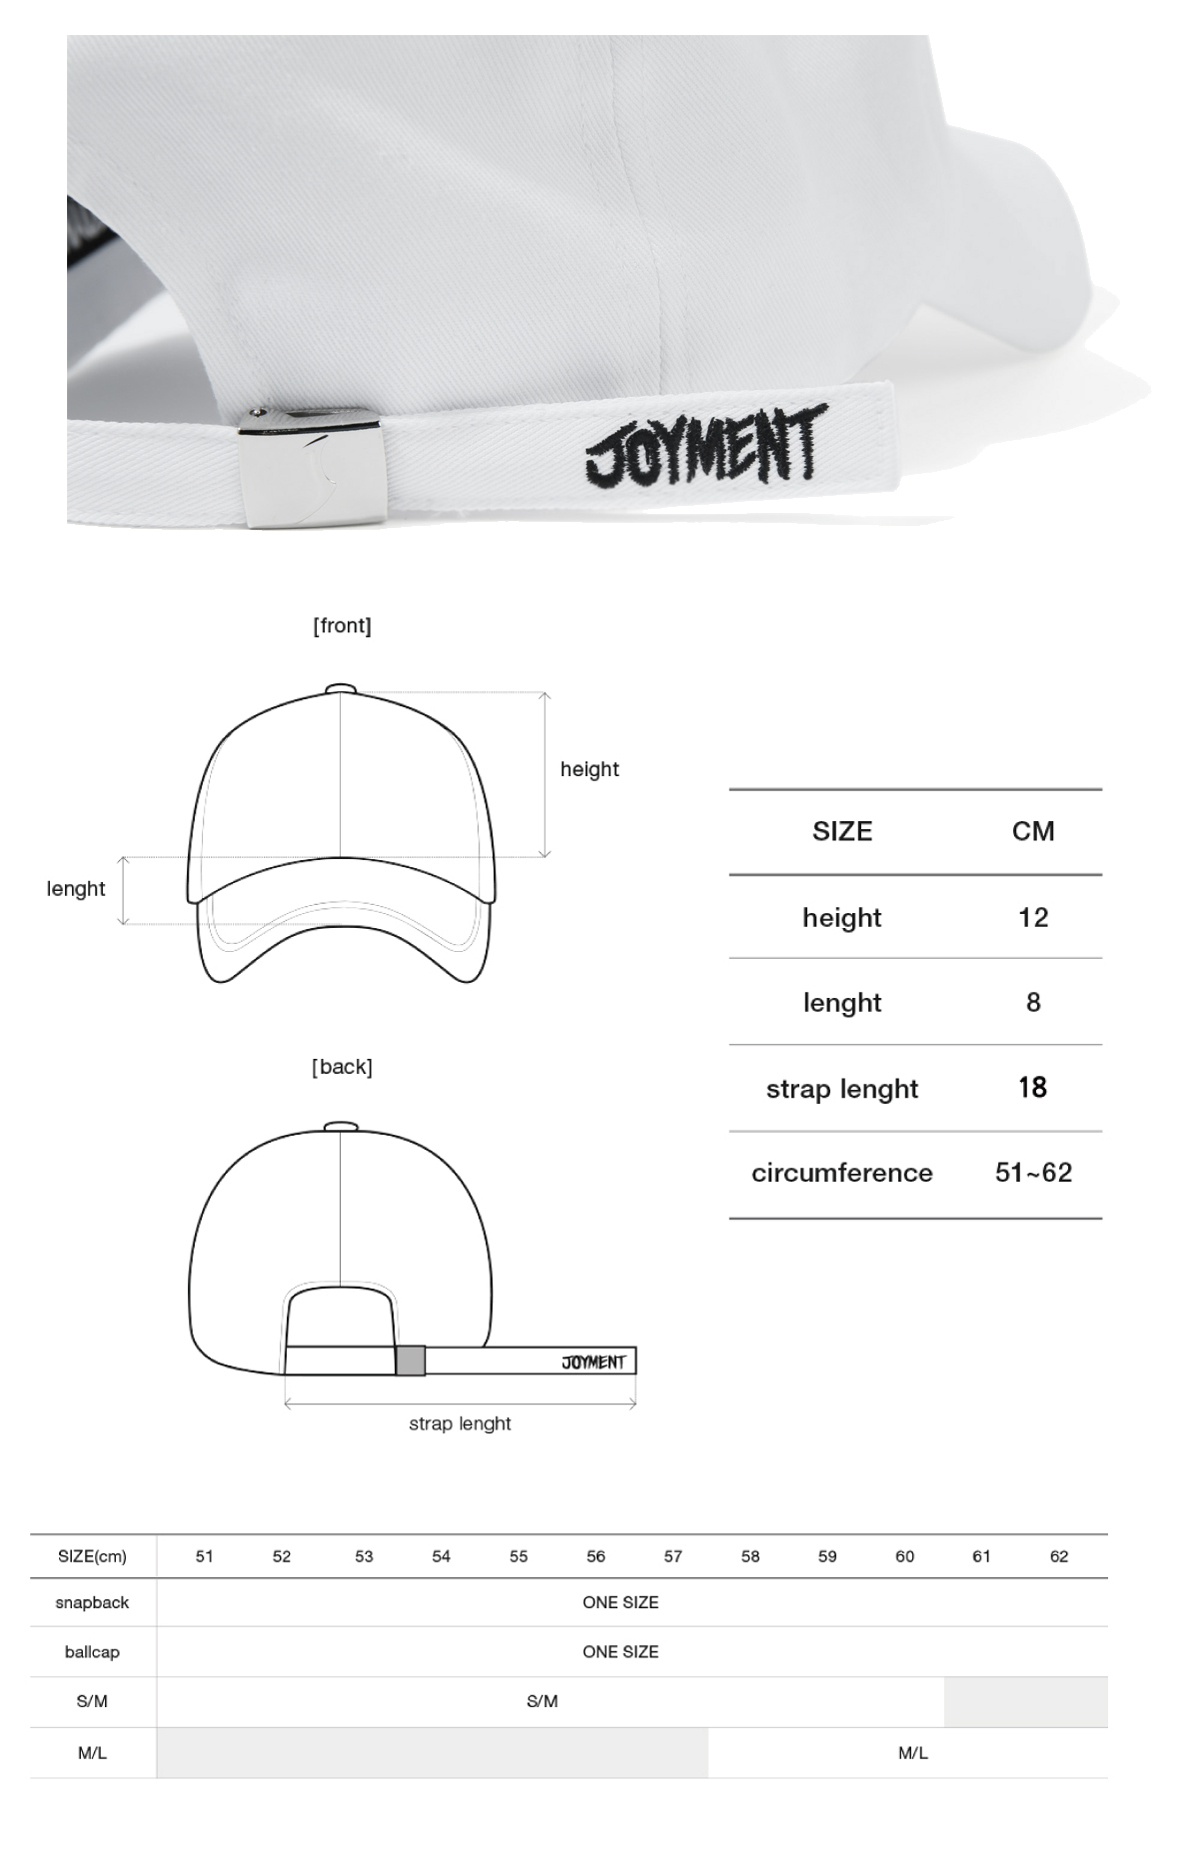 JOYMENT
[front]
height
lenght
SIZE CM
height 12
lenght 8
strap lenght 18
circumference 51~62
[back]
JOYMENT
strap lenght
SIZE(cm) 51 52 53 54 55 56 57 58 59 60 61 62
snapback ONE SIZE
ballcap ONE SIZE
S/M S/M
M/L M/L